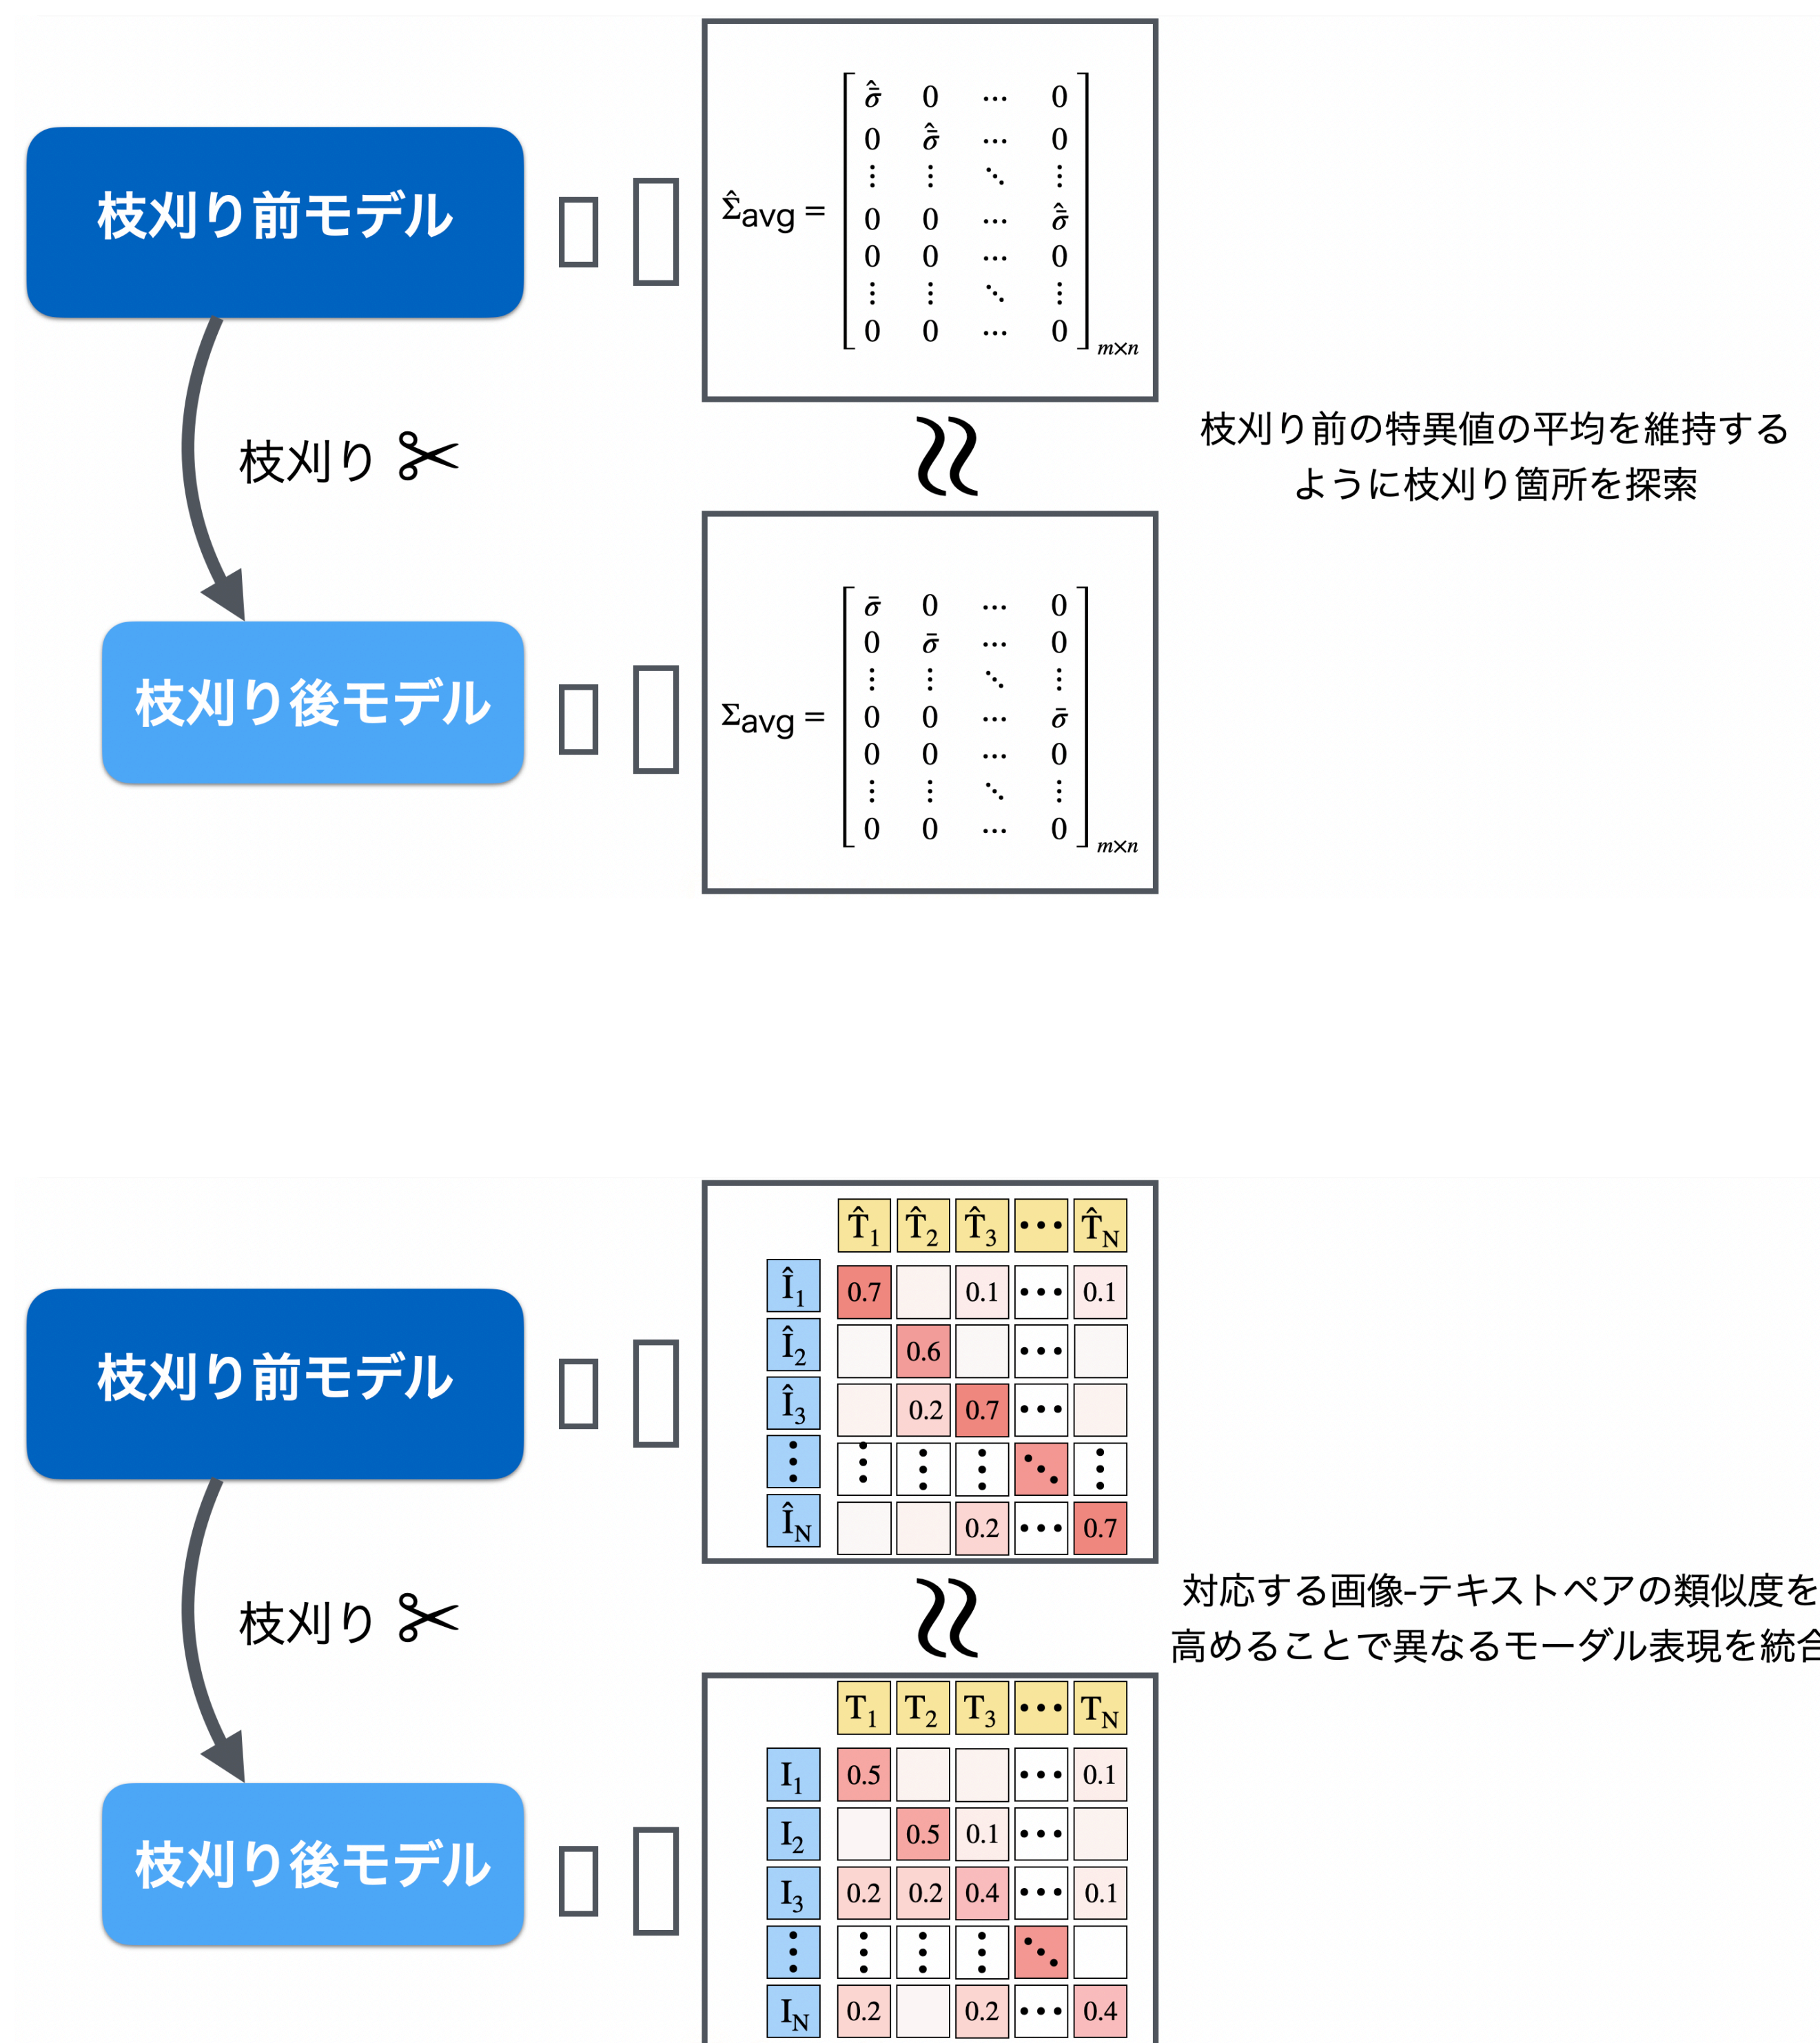 枝刈り前モデル
Σ̂avg =
σ̄̂ 0 ⋯ 0
0 σ̄̂ ⋯ 0
⋮ ⋮ ⋱ ⋮
0 0 ⋯ σ̄̂
0 0 ⋯ 0
⋮ ⋮ ⋱ ⋮
0 0 ⋯ 0
m×n
枝刈り ✂
≈
枝刈り前の特異値の平均を維持する
ように枝刈り箇所を探索
枝刈り後モデル
Σavg =
σ̄ 0 ⋯ 0
0 σ̄ ⋯ 0
⋮ ⋮ ⋱ ⋮
0 0 ⋯ σ̄
0 0 ⋯ 0
⋮ ⋮ ⋱ ⋮
0 0 ⋯ 0
m×n
枝刈り前モデル
T̂1 T̂2 T̂3 ⋯ T̂N
Î1 0.7 0.1 ⋯ 0.1
Î2 0.6 ⋯
Î3 0.2 0.7 ⋯
⋮ ⋮ ⋮ ⋮ ⋱ ⋮
ÎN 0.2 ⋯ 0.7
枝刈り ✂
≈
対応する画像-テキストペアの類似度を
高めることで異なるモーダル表現を統合
枝刈り後モデル
T1 T2 T3 ⋯ TN
I1 0.5 ⋯ 0.1
I2 0.5 0.1 ⋯
I3 0.2 0.2 0.4 ⋯ 0.1
⋮ ⋮ ⋮ ⋮ ⋱
IN 0.2 0.2 ⋯ 0.4